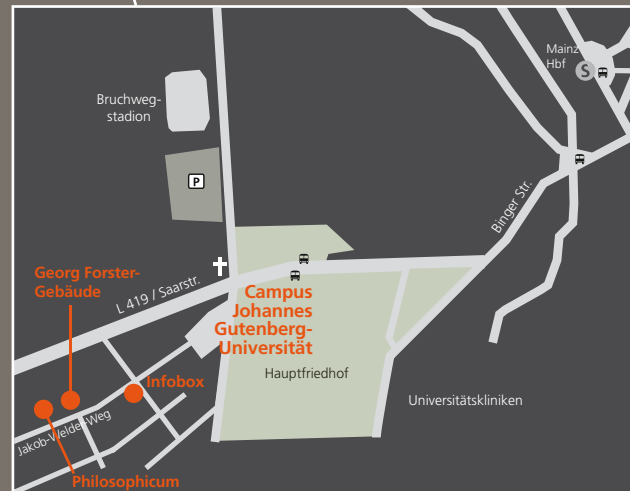 Mainz
Hbf
S
Bruchweg-
stadion
P
Binger Str.
Georg Forster-
Gebäude
L 419 / Saarstr.
Campus
Johannes
Gutenberg-
Universität
Hauptfriedhof
Infobox
Universitätskliniken
Jakob-Welder-Weg
Philosophicum